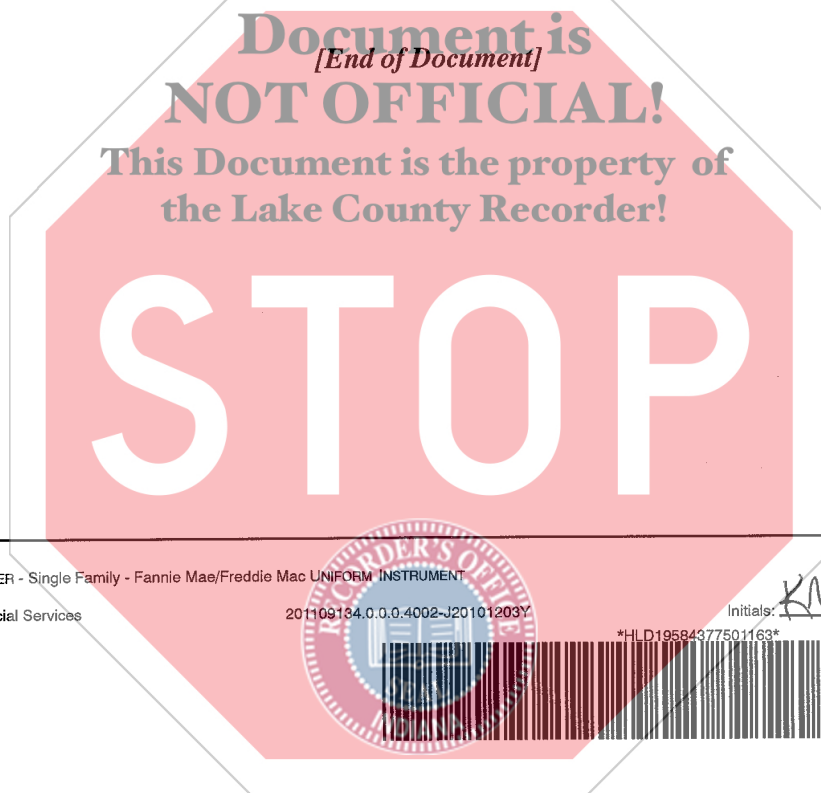 Document is
[End of Document]
NOT OFFICIAL!
This Document is the property of
the Lake County Recorder!
STOP
ER - Single Family - Fannie Mae/Freddie Mac UNIFORM INSTRUMENT
cial Services 201109134.0.0.0.4002-J20101203Y Initials:
*HLD19584377501163*
RECORDER'S OFFICE
SEAL
INDIANA